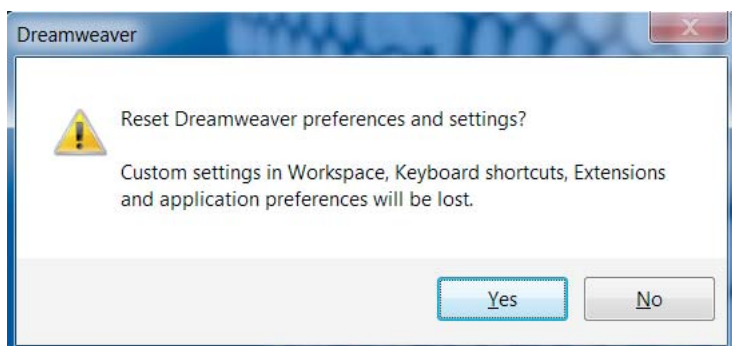 Dreamweaver
Reset Dreamweaver preferences and settings?
Custom settings in Workspace, Keyboard shortcuts, Extensions
and application preferences will be lost.
Yes No